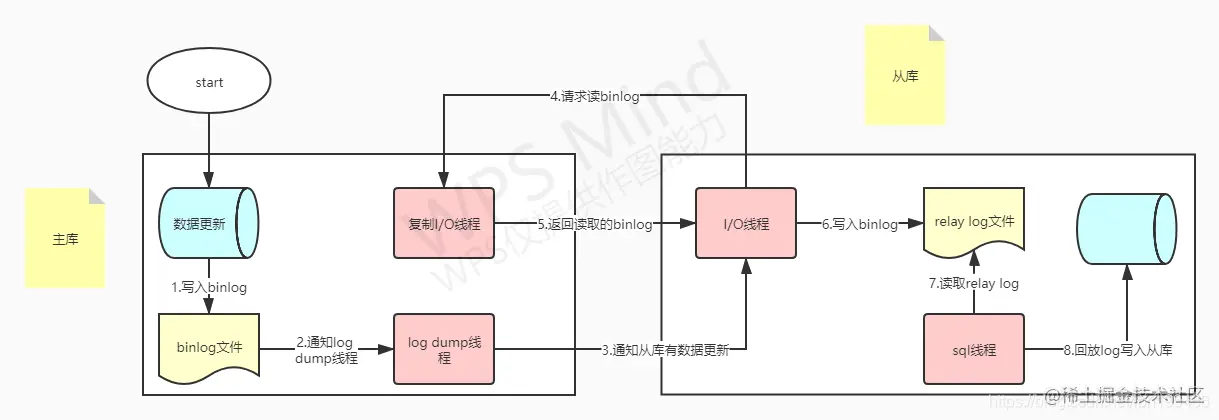 从库
start
4.请求读binlog
WPS Mind
WPS仅提供作图能力
主库
数据更新
复制I/O线程
5.返回读取的binlog
I/O线程
6.写入binlog
relay log文件
1.写入binlog
7.读取relay log
binlog文件
2.通知log
dump线程
log dump线
程
3.通知从库有数据更新
sql线程
8.回放log写入从库
@稀土掘金技术社区